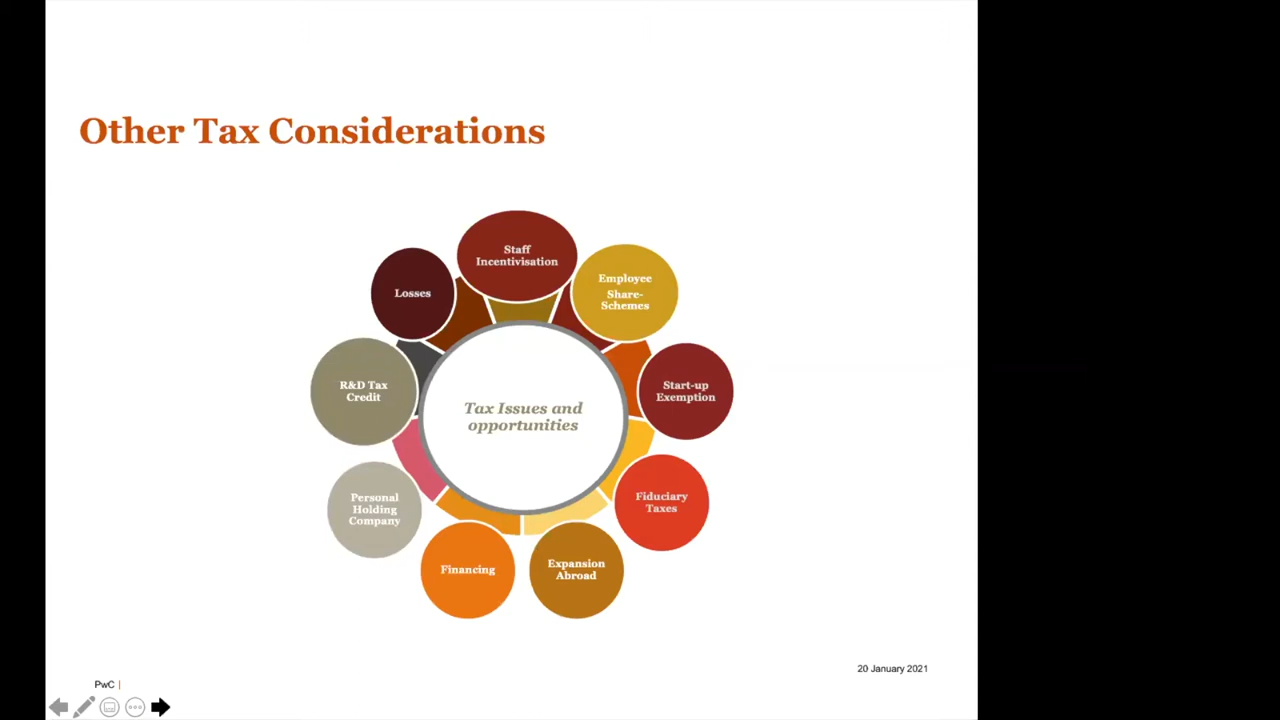 Other Tax Considerations
Staff
Incentivisation
Employee
Share-
Schemes
Start-up
Exemption
Fiduciary
Taxes
Expansion
Abroad
Financing
Personal
Holding
Company
R&D Tax
Credit
Losses
Tax Issues and
opportunities
20 January 2021
PwC |